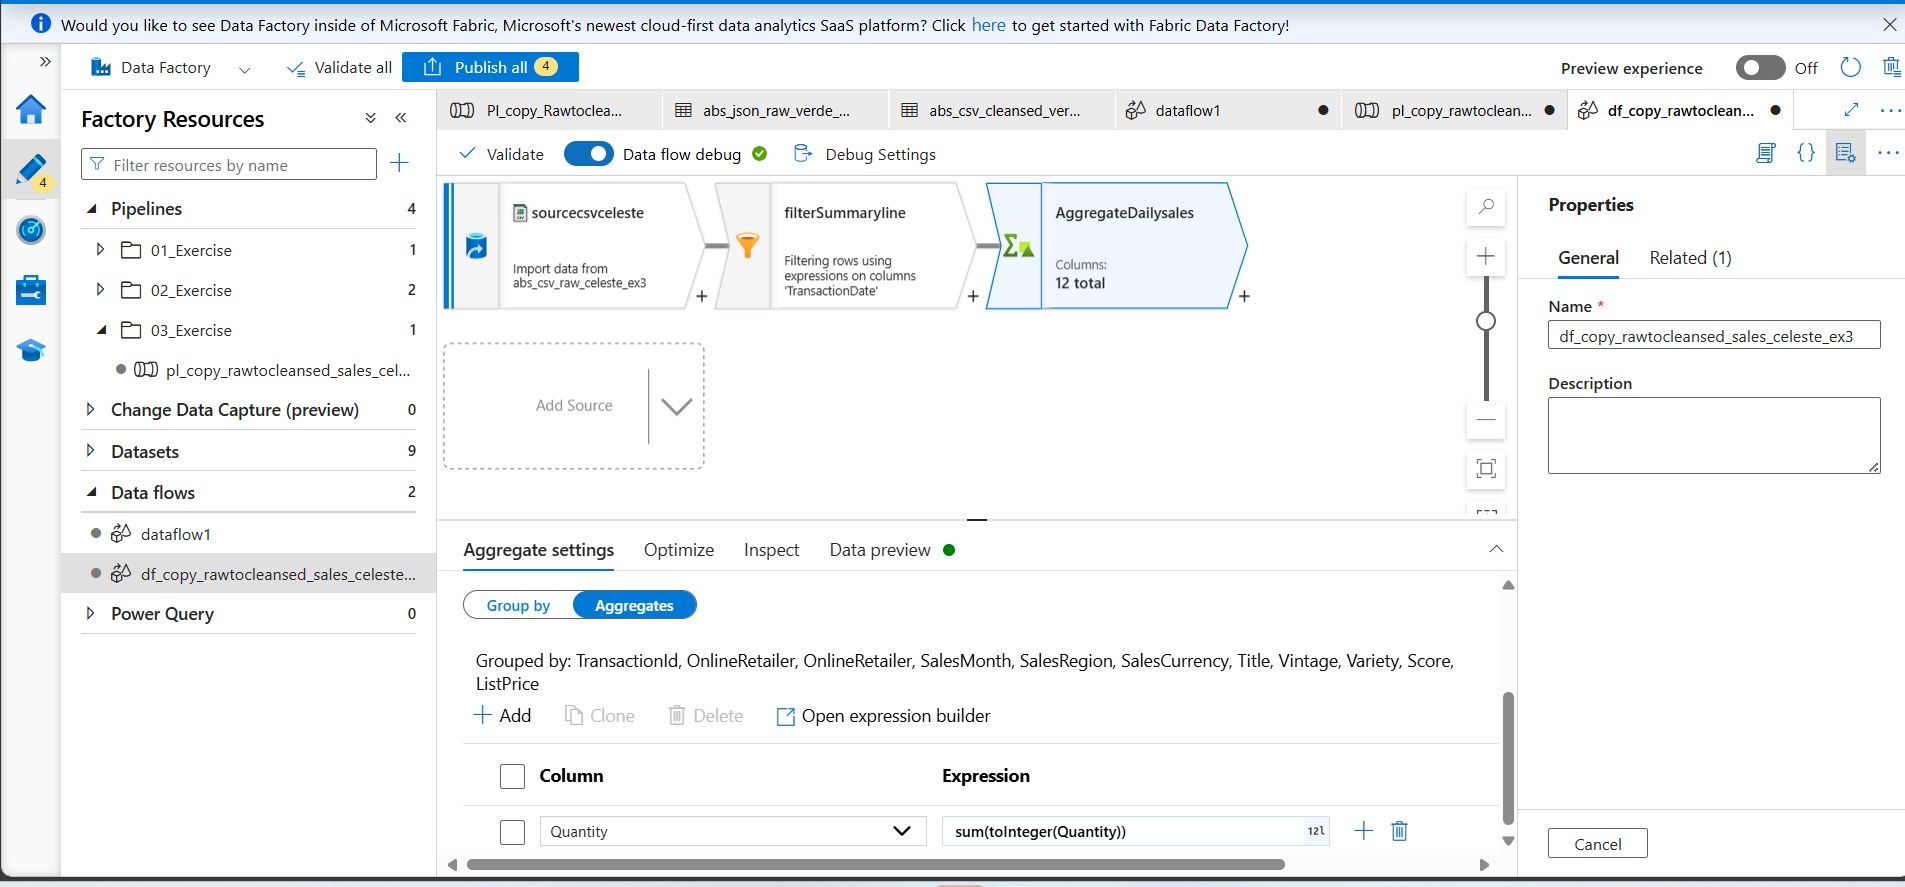 Would you like to see Data Factory inside of Microsoft Fabric, Microsoft's newest cloud-first data analytics SaaS platform? Click here to get started with Fabric Data Factory!
Data Factory
Validate all
Publish all 4
Preview experience
Off
4
Factory Resources
Filter resources by name
Pipelines 4
01_Exercise 1
02_Exercise 2
03_Exercise 1
pl_copy_rawtocleansed_sales_cel...
Change Data Capture (preview) 0
Datasets 9
Data flows 2
dataflow1
df_copy_rawtocleansed_sales_celeste...
Power Query 0
Pl_copy_Rawtoclea...
abs_json_raw_verde_...
abs_csv_cleansed_ver...
dataflow1
pl_copy_rawtoclean...
df_copy_rawtoclean...
Validate
Data flow debug
Debug Settings
sourcecsvceleste
Import data from
abs_csv_raw_celeste_ex3
filterSummaryline
Filtering rows using
expressions on columns
'TransactionDate'
AggregateDailysales
Columns:
12 total
Add Source
Aggregate settings
Optimize
Inspect
Data preview
Group by
Aggregates
Grouped by: TransactionId, OnlineRetailer, OnlineRetailer, SalesMonth, SalesRegion, SalesCurrency, Title, Vintage, Variety, Score,
ListPrice
Add
Clone
Delete
Open expression builder
Column
Expression
Quantity
sum(toInteger(Quantity))
12l
Properties
General
Related (1)
Name *
df_copy_rawtocleansed_sales_celeste_ex3
Description
Cancel